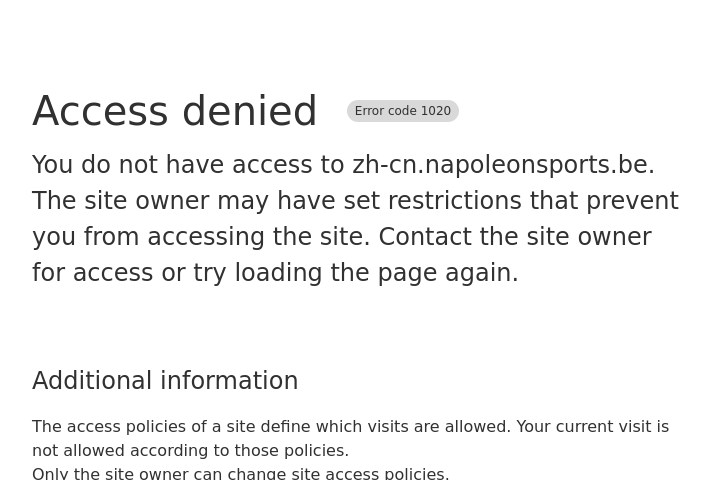 Access denied
Error code 1020
You do not have access to zh-cn.napoleonsports.be.
The site owner may have set restrictions that prevent
you from accessing the site. Contact the site owner
for access or try loading the page again.
Additional information
The access policies of a site define which visits are allowed. Your current visit is
not allowed according to those policies.
Only the site owner can change site access policies.